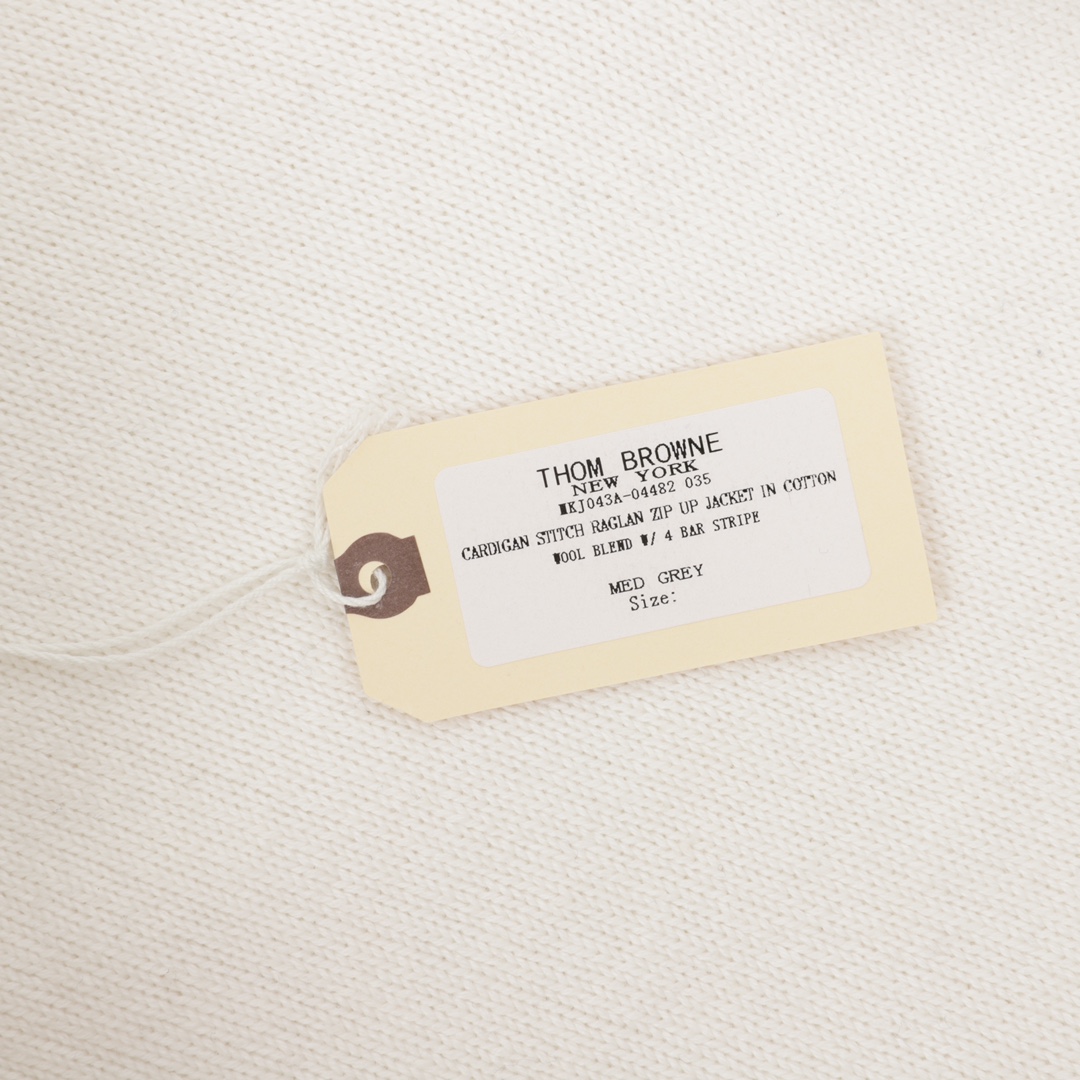 THOM BROWNE
NEW YORK
MKJ043A-04482 035
CARDIGAN STITCH RAGLAN ZIP UP JACKET IN COTTON
WOOL BLEND W/ 4 BAR STRIPE
MED GREY
Size: